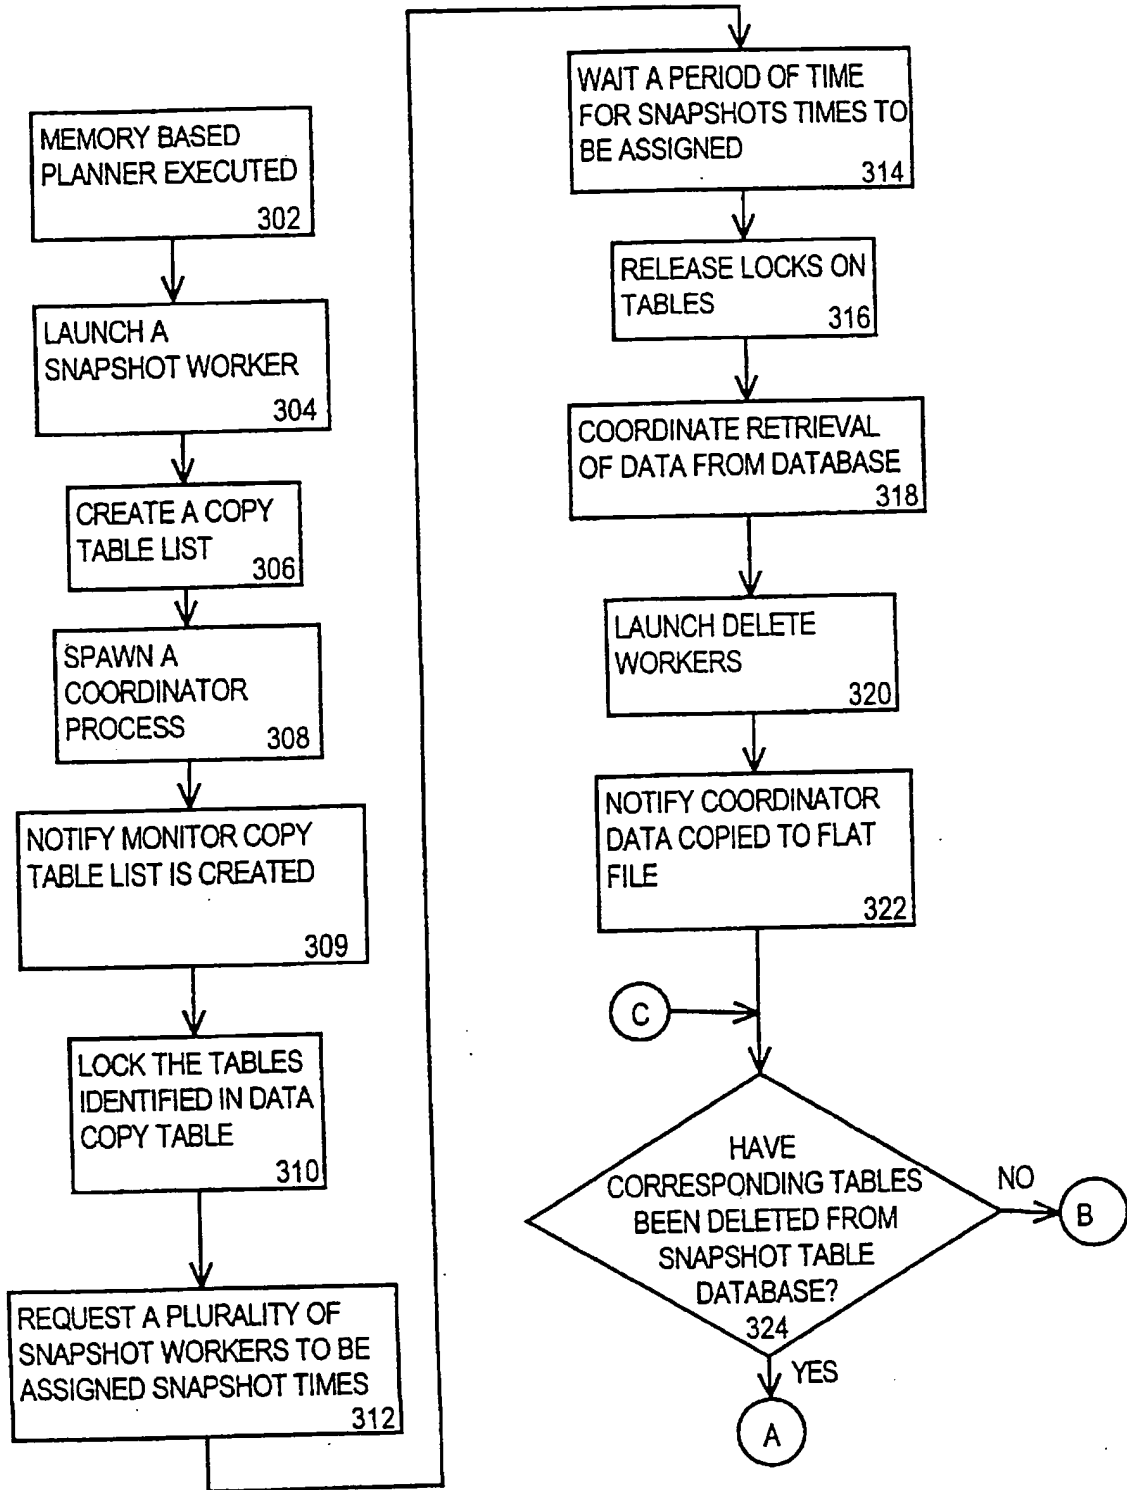 MEMORY BASED
PLANNER EXECUTED
302
LAUNCH A
SNAPSHOT WORKER
304
CREATE A COPY
TABLE LIST
306
SPAWN A
COORDINATOR
PROCESS
308
NOTIFY MONITOR COPY
TABLE LIST IS CREATED
309
LOCK THE TABLES
IDENTIFIED IN DATA
COPY TABLE
310
REQUEST A PLURALITY OF
SNAPSHOT WORKERS TO BE
ASSIGNED SNAPSHOT TIMES
312
WAIT A PERIOD OF TIME
FOR SNAPSHOTS TIMES TO
BE ASSIGNED
314
RELEASE LOCKS ON
TABLES
316
COORDINATE RETRIEVAL
OF DATA FROM DATABASE
318
LAUNCH DELETE
WORKERS
320
NOTIFY COORDINATOR
DATA COPIED TO FLAT
FILE
322
C
HAVE
CORRESPONDING TABLES
BEEN DELETED FROM
SNAPSHOT TABLE
DATABASE?
324
NO
B
YES
A